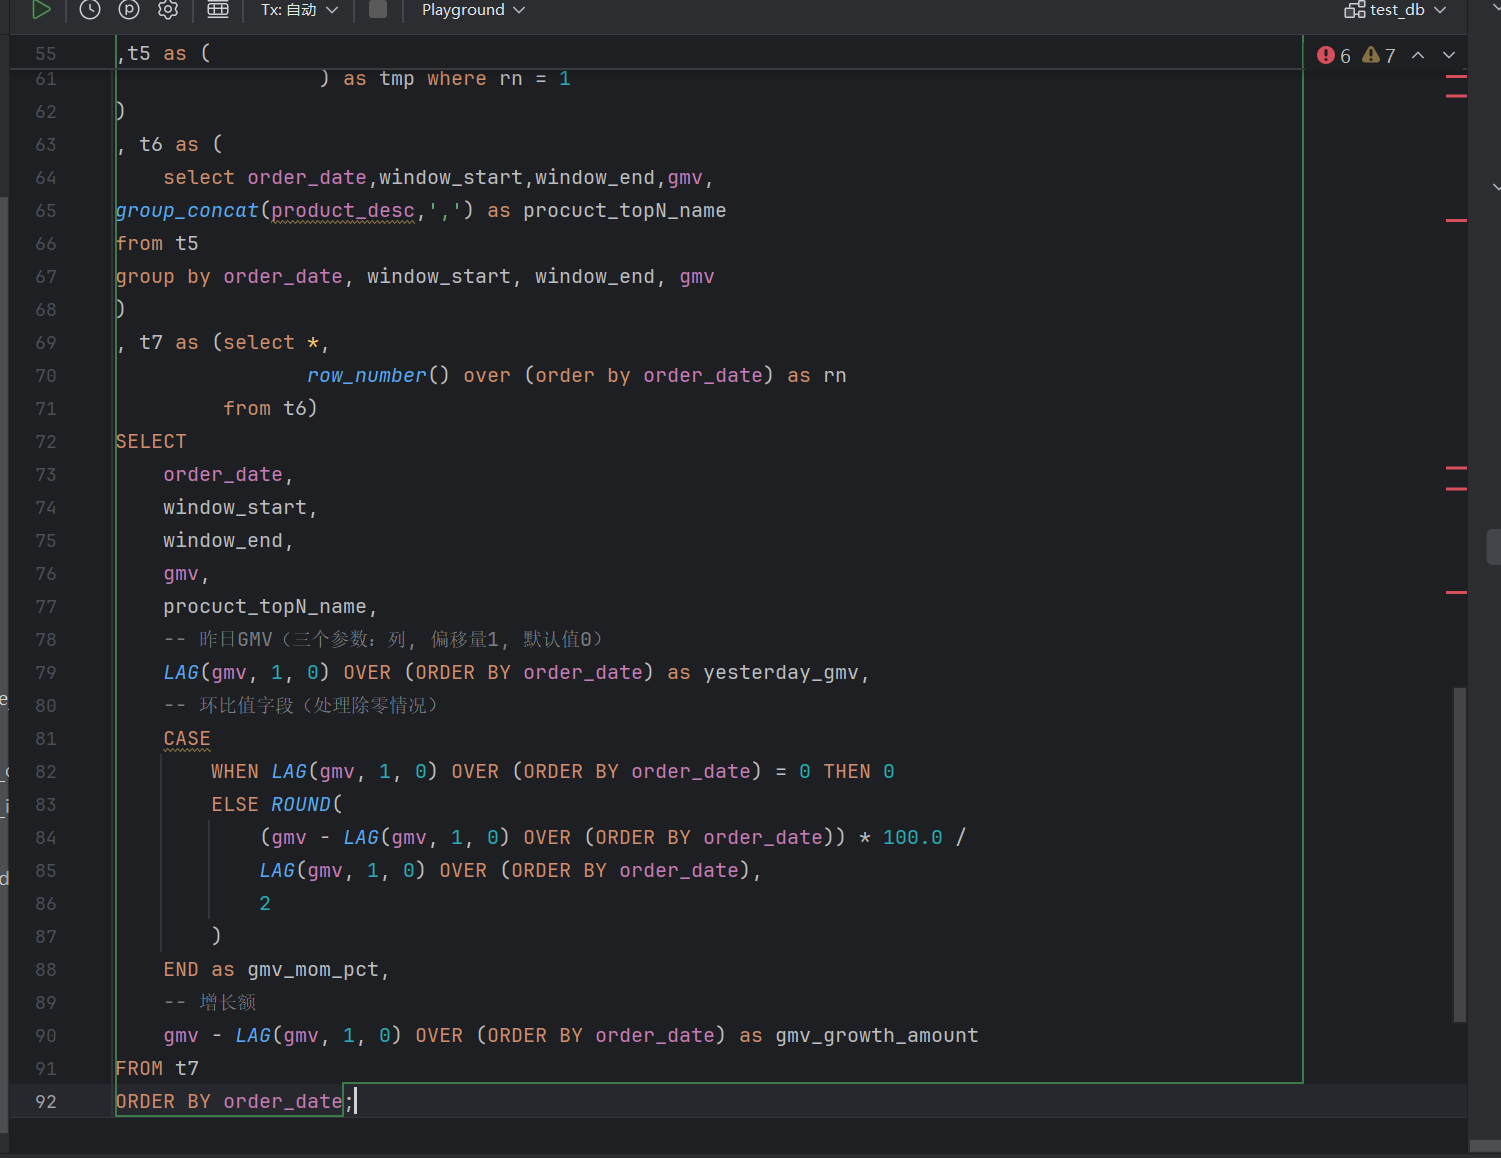 Tx: 自动 Playground test_db
55 ,t5 as ( 6 7
61 ) as tmp where rn = 1
62 )
63 , t6 as (
64 select order_date,window_start,window_end,gmv,
65 group_concat(product_desc,',') as procuct_topN_name
66 from t5
67 group by order_date, window_start, window_end, gmv
68 )
69 , t7 as (select *,
70 row_number() over (order by order_date) as rn
71 from t6)
72 SELECT
73 order_date,
74 window_start,
75 window_end,
76 gmv,
77 procuct_topN_name,
78 -- 昨日GMV（三个参数：列, 偏移量1, 默认值0）
79 LAG(gmv, 1, 0) OVER (ORDER BY order_date) as yesterday_gmv,
80 -- 环比值字段（处理除零情况）
81 CASE
82 WHEN LAG(gmv, 1, 0) OVER (ORDER BY order_date) = 0 THEN 0
83 ELSE ROUND(
84 (gmv - LAG(gmv, 1, 0) OVER (ORDER BY order_date)) * 100.0 /
85 LAG(gmv, 1, 0) OVER (ORDER BY order_date),
86 2
87 )
88 END as gmv_mom_pct,
89 -- 增长额
90 gmv - LAG(gmv, 1, 0) OVER (ORDER BY order_date) as gmv_growth_amount
91 FROM t7
92 ORDER BY order_date;